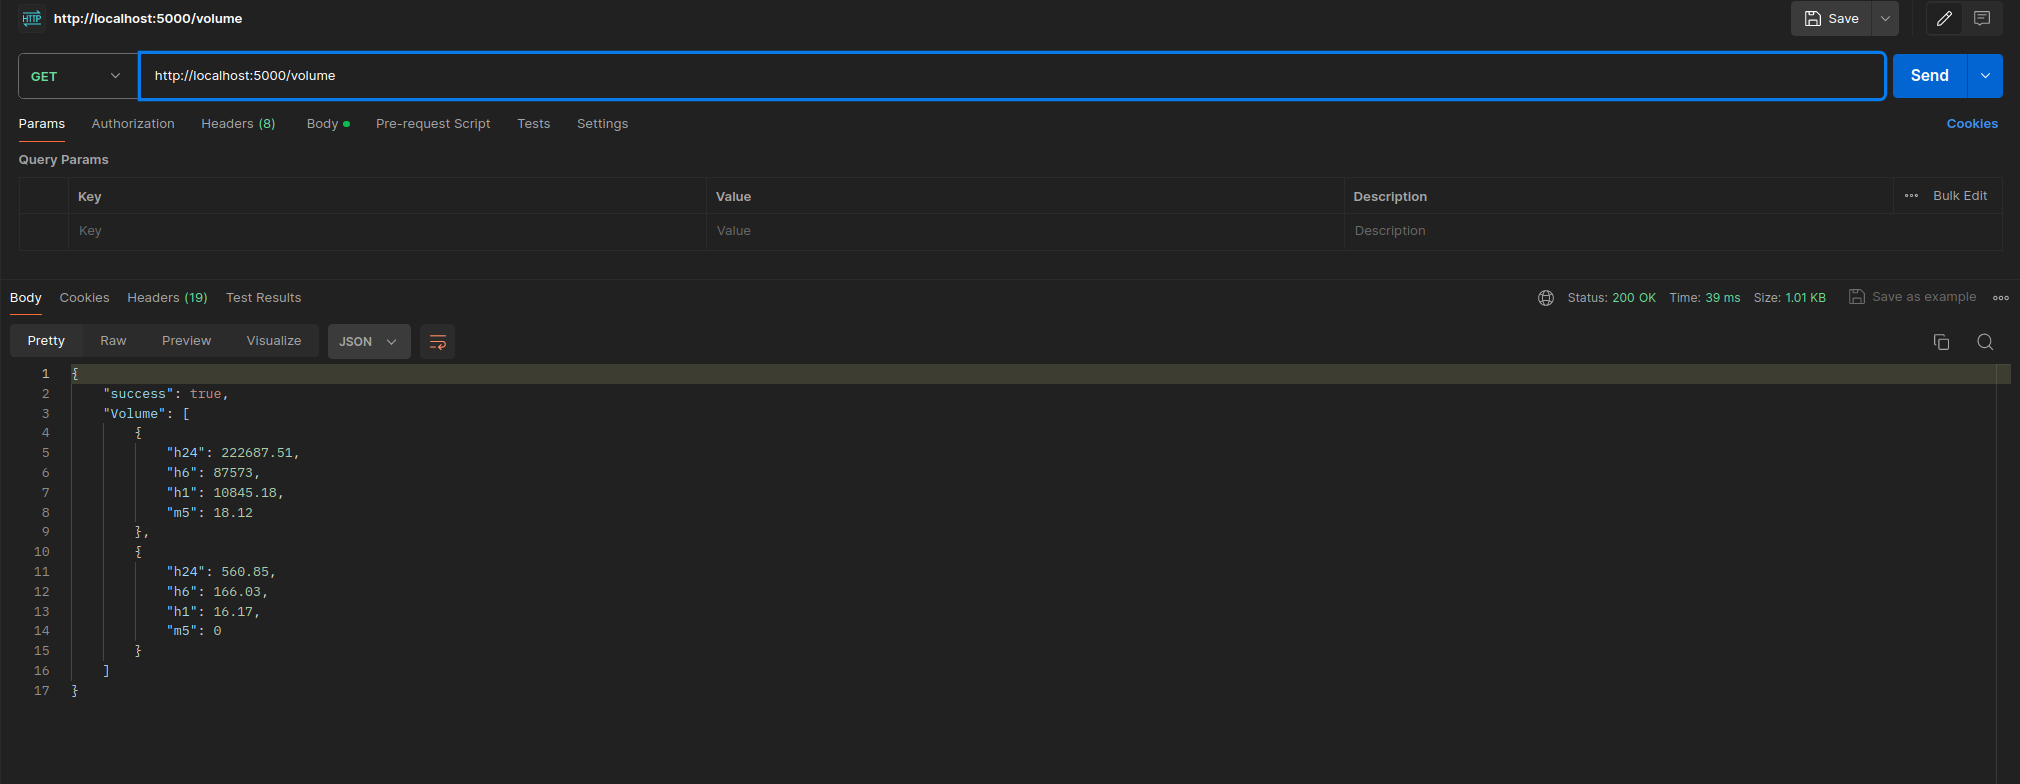 HTTP http://localhost:5000/volume Save
GET http://localhost:5000/volume Send
Params Authorization Headers (8) Body Pre-request Script Tests Settings Cookies
Query Params
Key Value Description Bulk Edit
Key Value Description
Body Cookies Headers (19) Test Results Status: 200 OK Time: 39 ms Size: 1.01 KB Save as example
Pretty Raw Preview Visualize JSON
1 {
2 "success": true,
3 "Volume": [
4 {
5 "h24": 222687.51,
6 "h6": 87573,
7 "h1": 10845.18,
8 "m5": 18.12
9 },
10 {
11 "h24": 560.85,
12 "h6": 166.03,
13 "h1": 16.17,
14 "m5": 0
15 }
16 ]
17 }